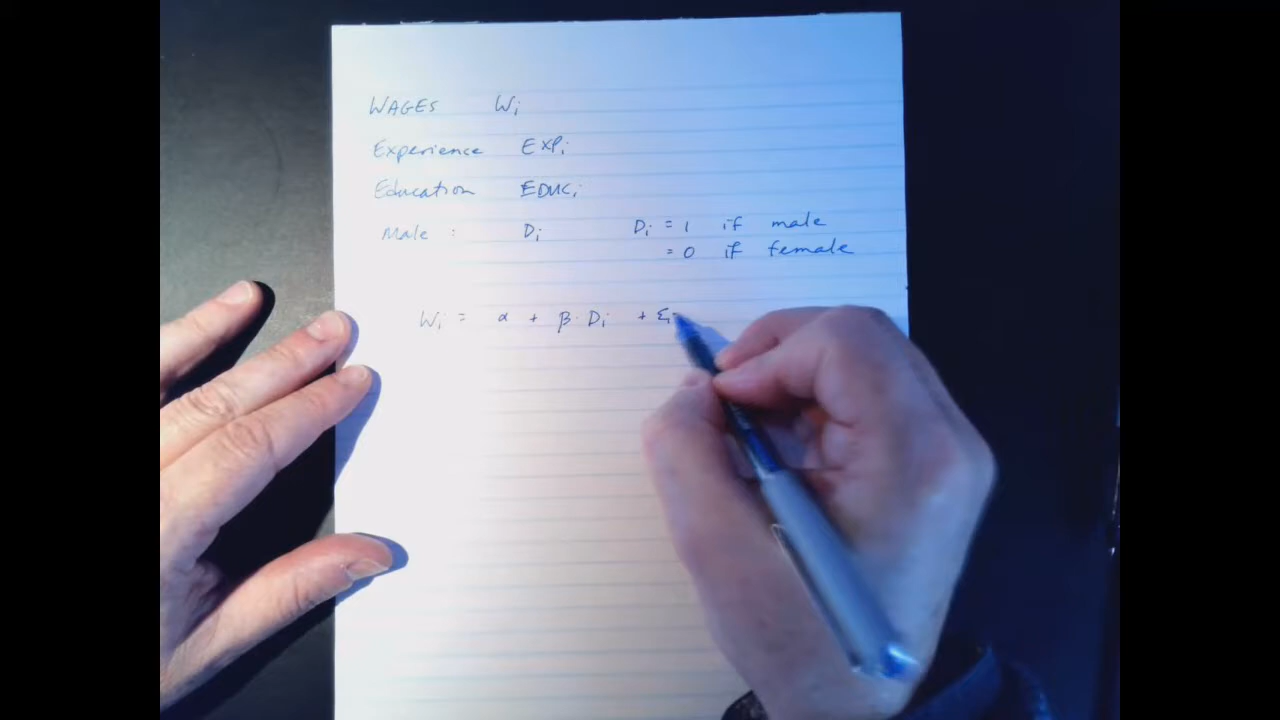 WAGES Wi
Experience EXPi
Education EDUCi
Male : Di Di = 1 if male
= 0 if female
Wi = α + β · Di + εi